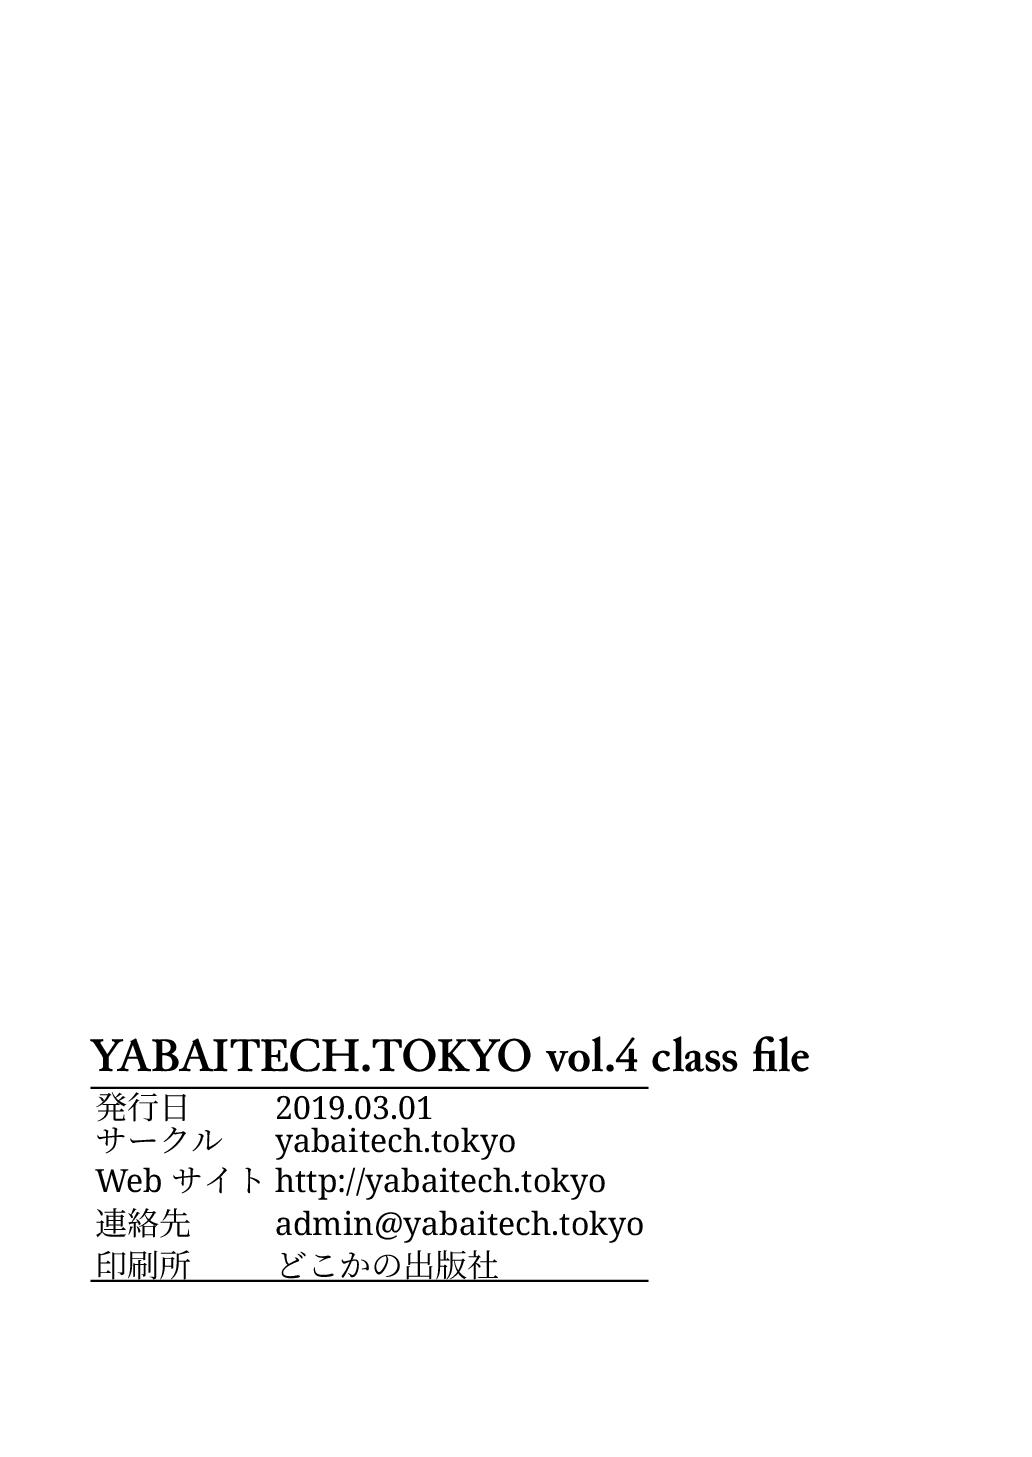 YABAITECH.TOKYO vol.4 class file
発行日 2019.03.01
サークル yabaitech.tokyo
Web サイト http://yabaitech.tokyo
連絡先 admin@yabaitech.tokyo
印刷所 どこかの出版社